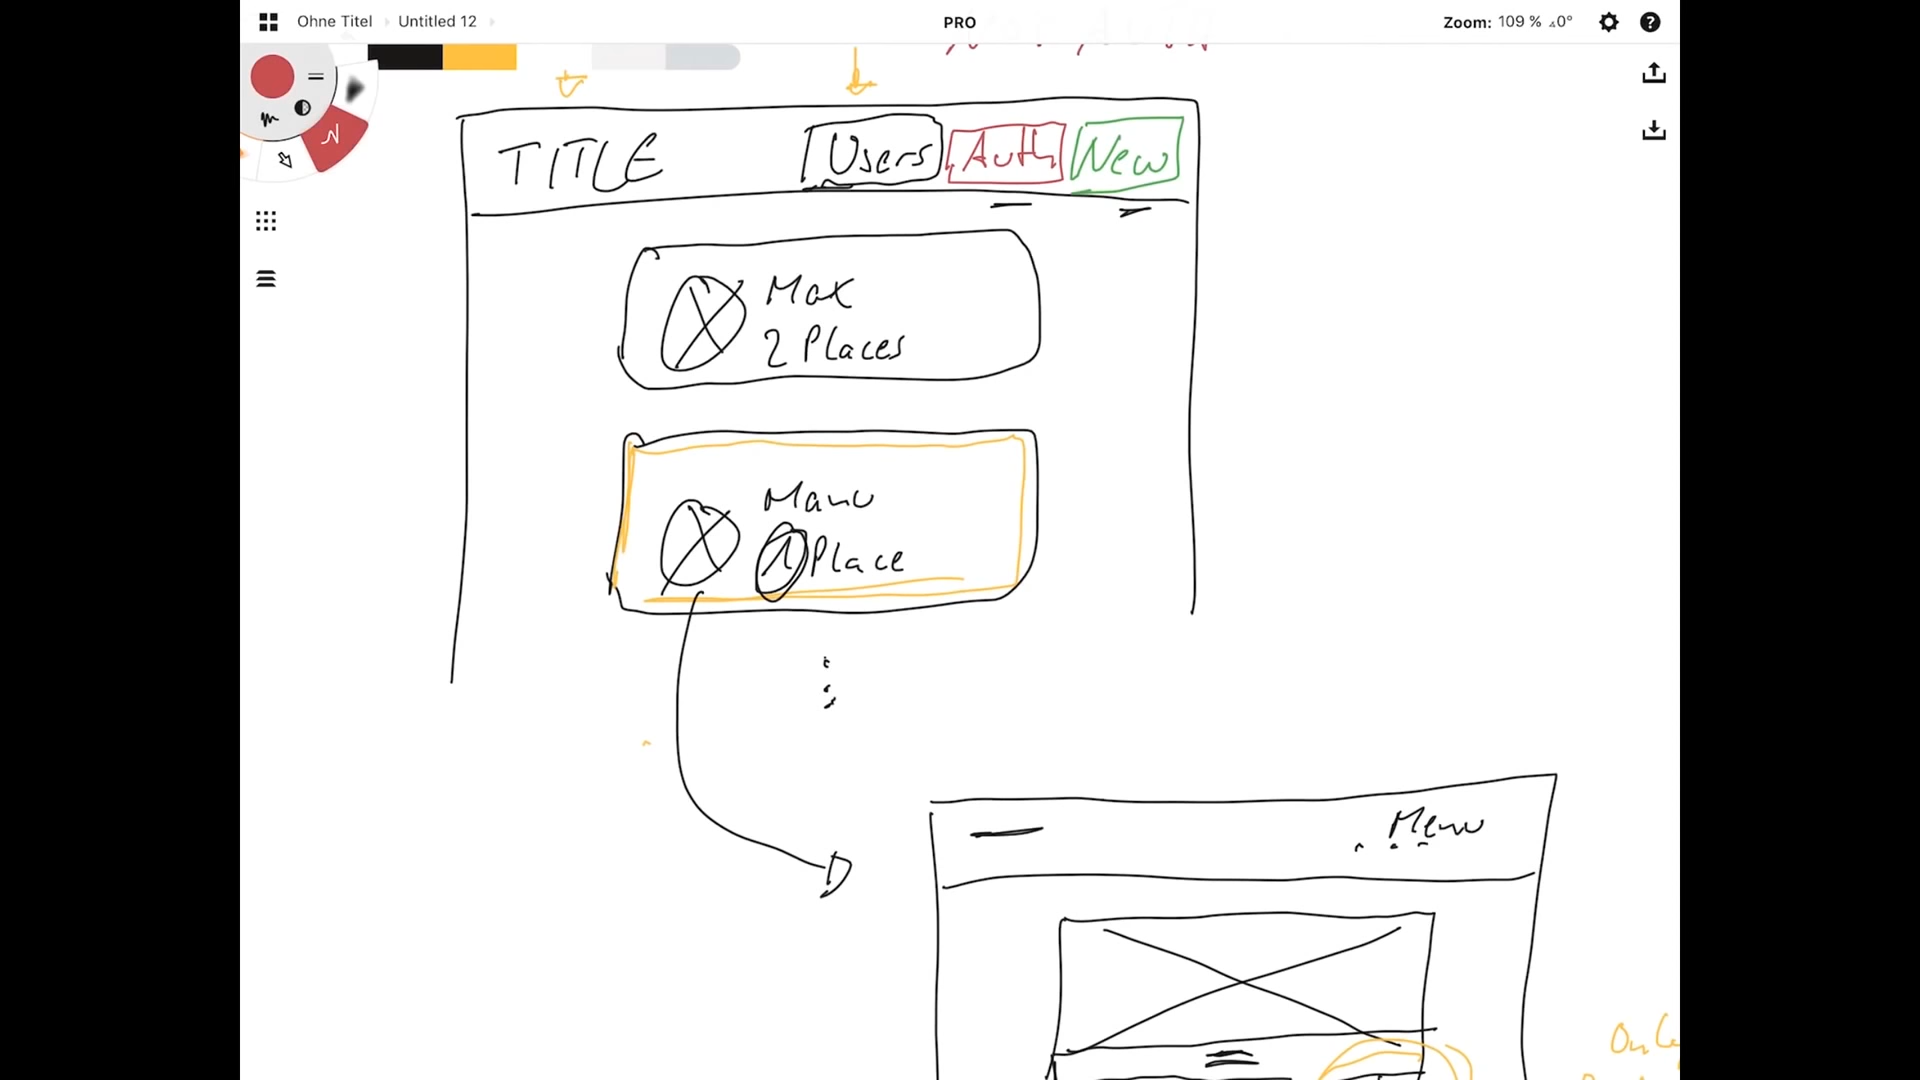 Ohne Titel Untitled 12 PRO Zoom: 109 % ⊿0°
TITLE Users Auth New
Max
2 Places
Manu
1 Place
Menu